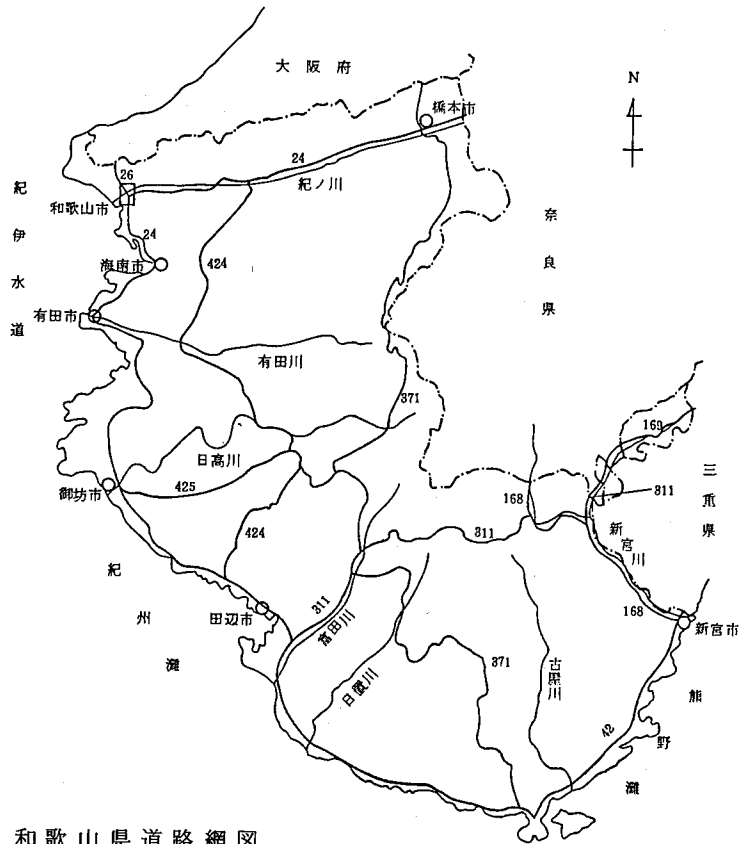 大阪府
N
橋本市
24
紀ノ川
26
和歌山市
紀伊水道
24
海南市
奈良県
424
有田市
有田川
371
169
日高川
三重県
御坊市
425
168
311
311
新宮川
424
紀州灘
田辺市
311
富田川
168
新宮市
日置川
371
古座川
熊野灘
42
和歌山県道路網図